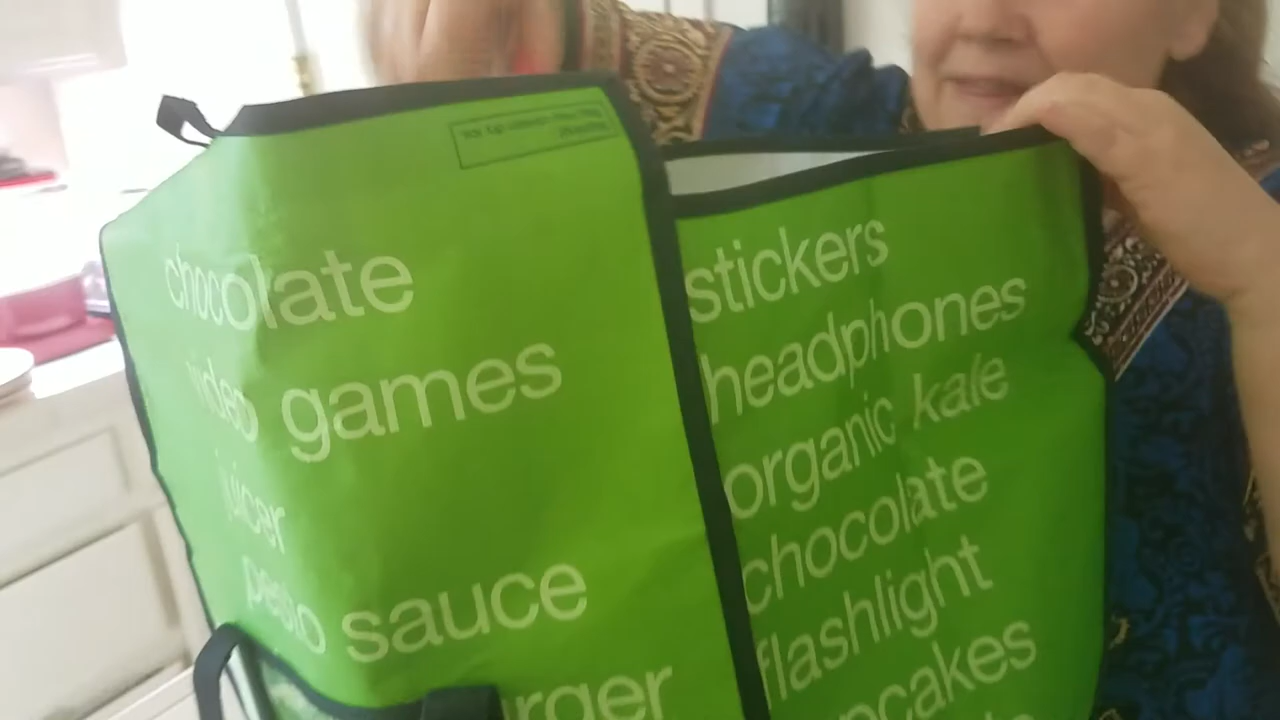 chocolate
video games
juicer
pesto sauce
stickers
headphones
organic kale
chocolate
flashlight